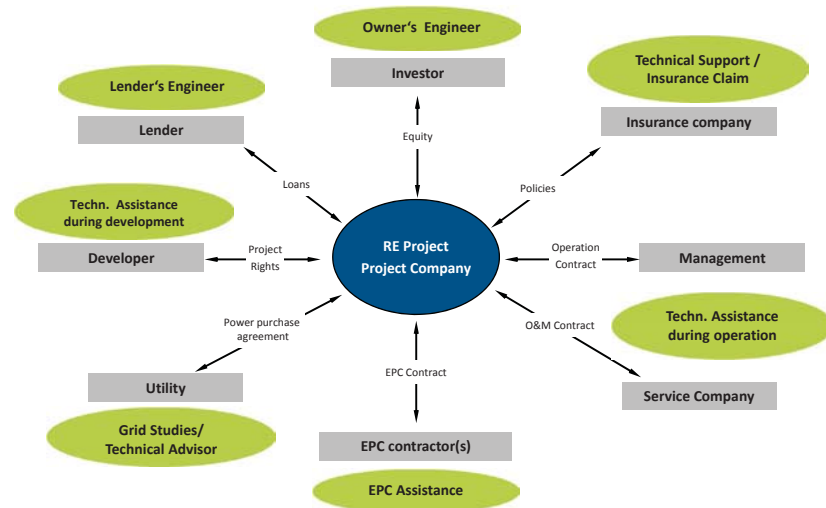 Owner's Engineer
Investor
Technical Support /
Insurance Claim
Insurance company
Lender's Engineer
Lender
Equity
Loans
Policies
Techn. Assistance
during development
Developer
Project
Rights
RE Project
Project Company
Operation
Contract
Management
Power purchase
agreement
O&M Contract
Techn. Assistance
during operation
EPC Contract
Utility
Service Company
Grid Studies/
Technical Advisor
EPC contractor(s)
EPC Assistance